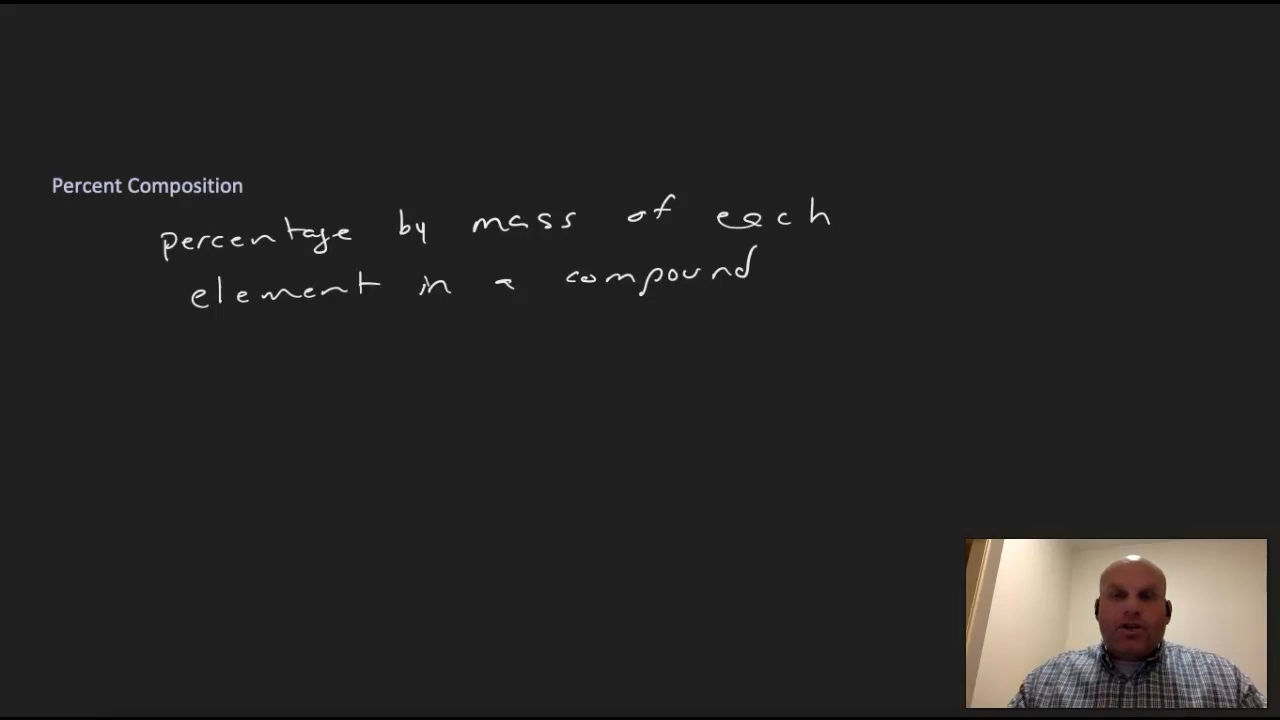 Percent Composition
percentage by mass of each
element in a compound